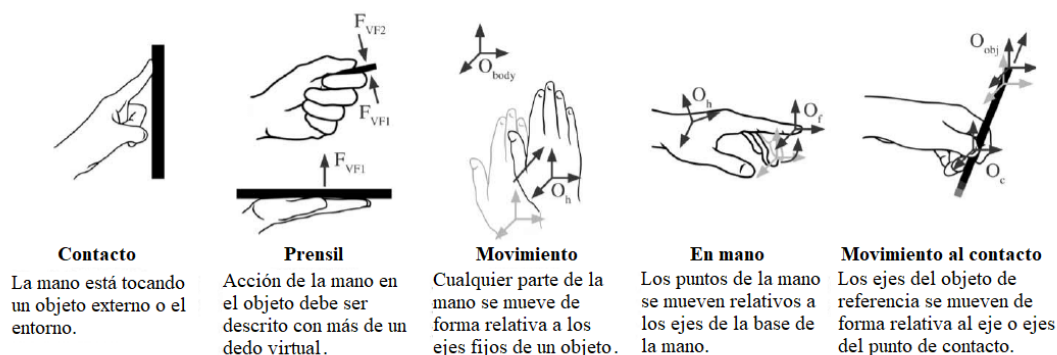 F_VF2
F_VF1
F_VF1
O_body
O_h
O_h
O_f
O_obj
O_c
Contacto
La mano está tocando
un objeto externo o el
entorno.
Prensil
Acción de la mano en
el objeto debe ser
descrito con más de un
dedo virtual.
Movimiento
Cualquier parte de la
mano se mueve de
forma relativa a los
ejes fijos de un objeto.
En mano
Los puntos de la mano
se mueven relativos a
los ejes de la base de
la mano.
Movimiento al contacto
Los ejes del objeto de
referencia se mueven de
forma relativa al eje o ejes
del punto de contacto.